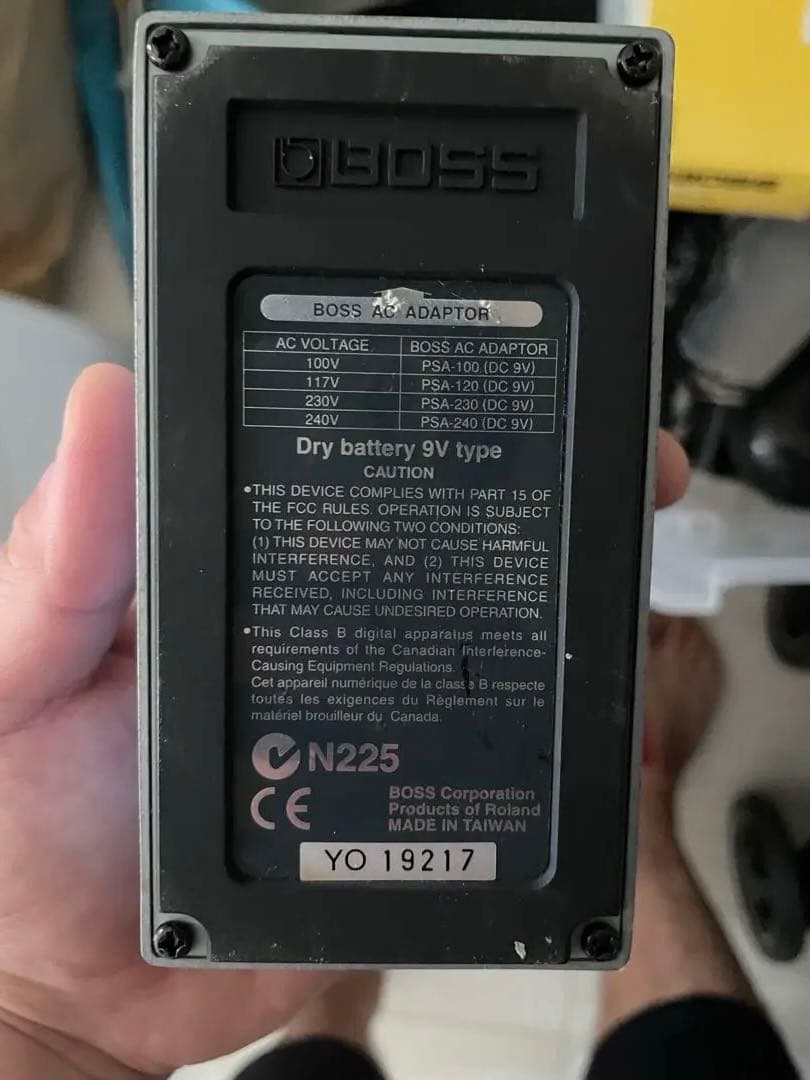 BOSS
BOSS AC ADAPTOR
AC VOLTAGE BOSS AC ADAPTOR
100V PSA-100 (DC 9V)
117V PSA-120 (DC 9V)
230V PSA-230 (DC 9V)
240V PSA-240 (DC 9V)
Dry battery 9V type
CAUTION
•THIS DEVICE COMPLIES WITH PART 15 OF
THE FCC RULES. OPERATION IS SUBJECT
TO THE FOLLOWING TWO CONDITIONS:
(1) THIS DEVICE MAY NOT CAUSE HARMFUL
INTERFERENCE, AND (2) THIS DEVICE
MUST ACCEPT ANY INTERFERENCE
RECEIVED, INCLUDING INTERFERENCE
THAT MAY CAUSE UNDESIRED OPERATION.
•This Class B digital apparatus meets all
requirements of the Canadian Interference-
Causing Equipment Regulations.
Cet appareil numérique de la class B respecte
toutes les exigences du Règlement sur le
matériel brouilleur du Canada.
N225
CE
BOSS Corporation
Products of Roland
MADE IN TAIWAN
YO 19217